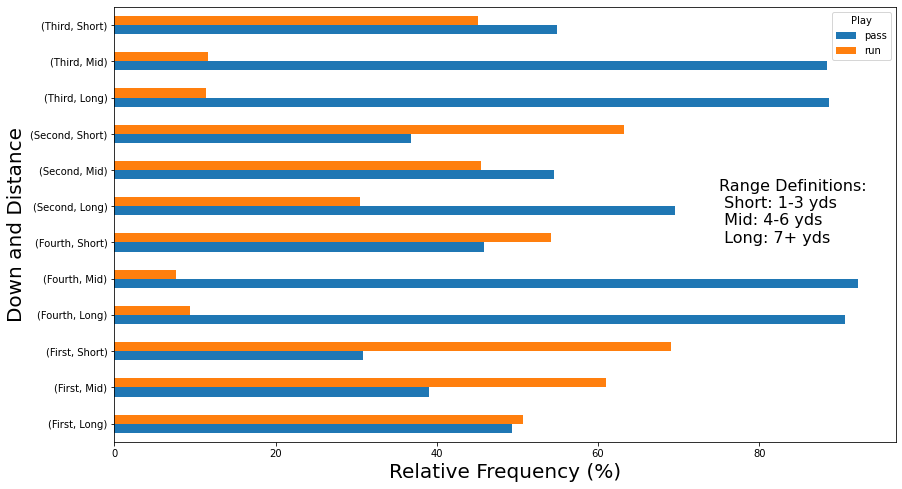 Down and Distance
(Third, Short)
(Third, Mid)
(Third, Long)
(Second, Short)
(Second, Mid)
(Second, Long)
(Fourth, Short)
(Fourth, Mid)
(Fourth, Long)
(First, Short)
(First, Mid)
(First, Long)
Play
pass
run
Range Definitions:
Short: 1-3 yds
Mid: 4-6 yds
Long: 7+ yds
0 20 40 60 80
Relative Frequency (%)